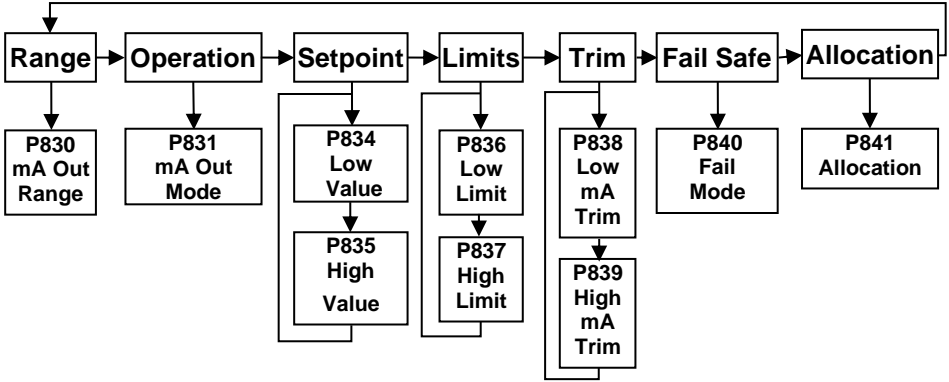 Range
Operation
Setpoint
Limits
Trim
Fail Safe
Allocation
P830
mA Out
Range
P831
mA Out
Mode
P834
Low
Value
P835
High
Value
P836
Low
Limit
P837
High
Limit
P838
Low
mA
Trim
P839
High
mA
Trim
P840
Fail
Mode
P841
Allocation